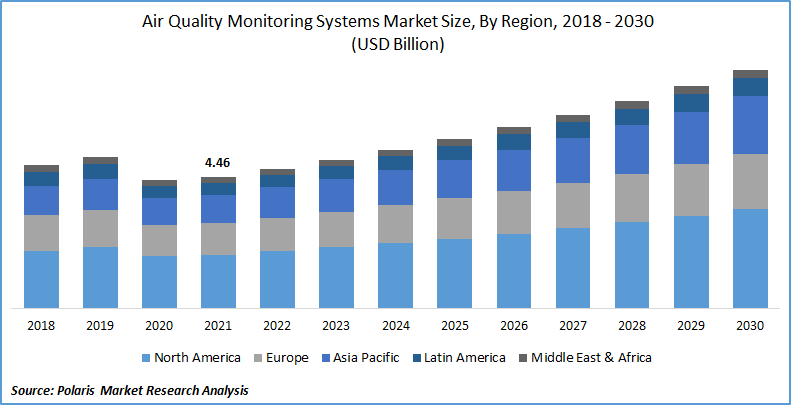 Air Quality Monitoring Systems Market Size, By Region, 2018 - 2030
(USD Billion)
4.46
2018 2019 2020 2021 2022 2023 2024 2025 2026 2027 2028 2029 2030
North America Europe Asia Pacific Latin America Middle East & Africa
Source: Polaris Market Research Analysis